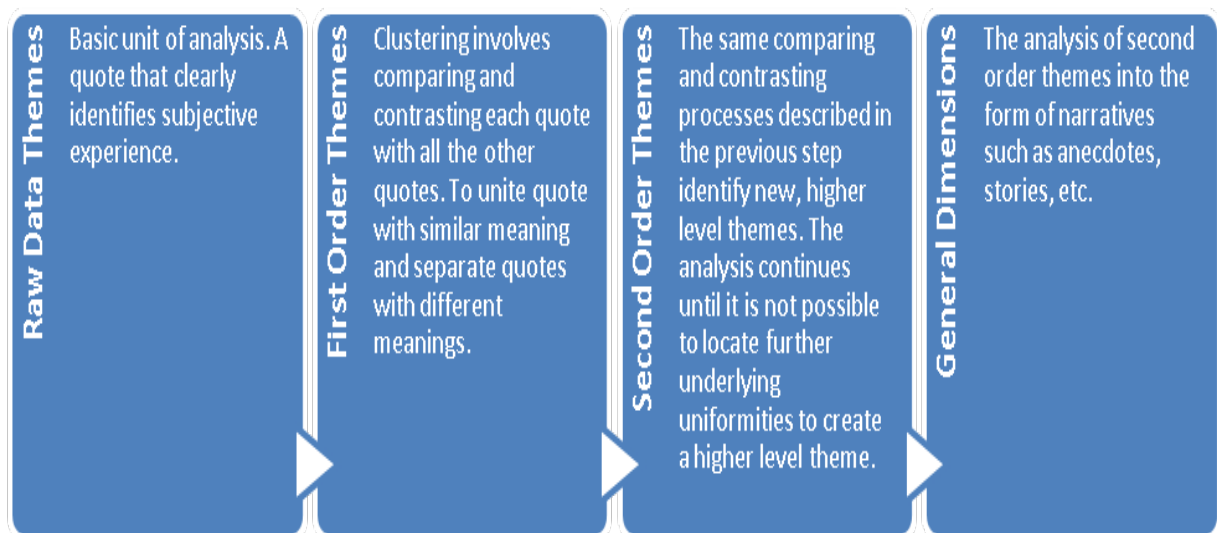 Raw Data Themes
Basic unit of analysis. A
quote that clearly
identifies subjective
experience.
First Order Themes
Clustering involves
comparing and
contrasting each quote
with all the other
quotes. To unite quote
with similar meaning
and separate quotes
with different
meanings.
Second Order Themes
The same comparing
and contrasting
processes described in
the previous step
identify new, higher
level themes. The
analysis continues
until it is not possible
to locate further
underlying
uniformities to create
a higher level theme.
General Dimensions
The analysis of second
order themes into the
form of narratives
such as anecdotes,
stories, etc.